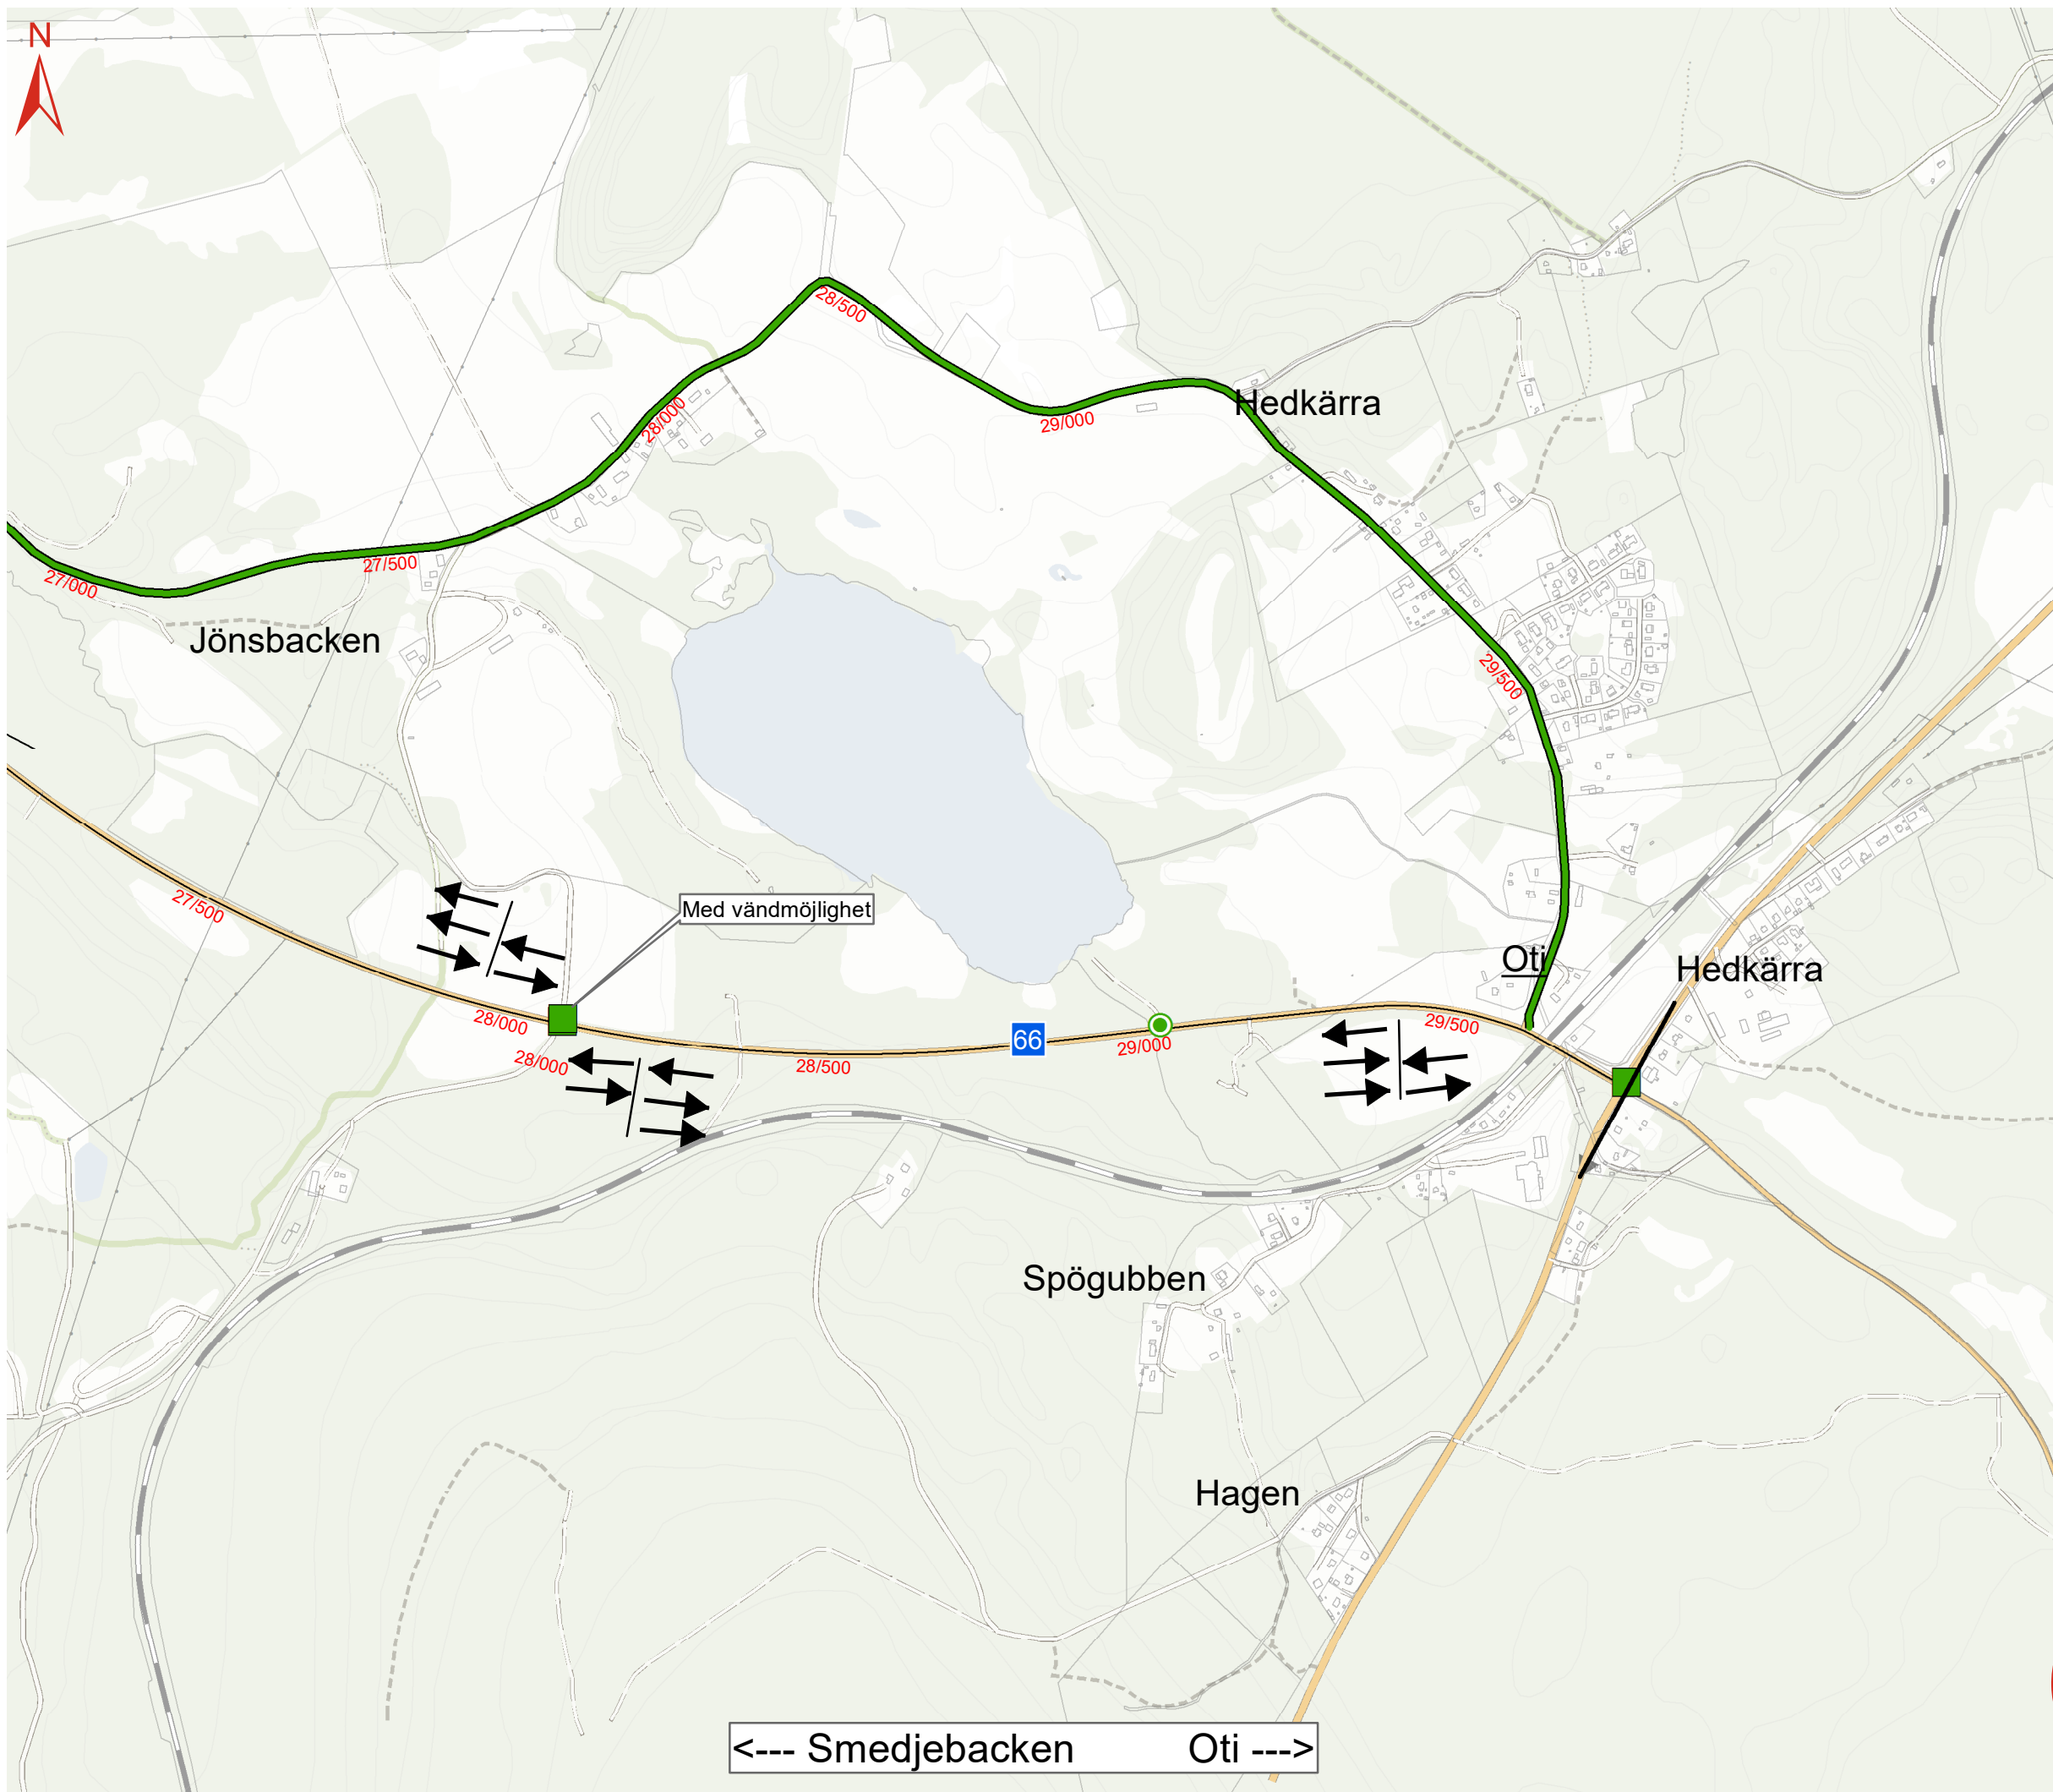 N
28/500
28/000
29/000
Hedkärra
27/500
27/000
Jönsbacken
29/500
27/500
Med vändmöjlighet
Oti
Hedkärra
28/000
28/000
66
29/000
29/500
28/500
Spögubben
Hagen
<--- Smedjebacken Oti --->